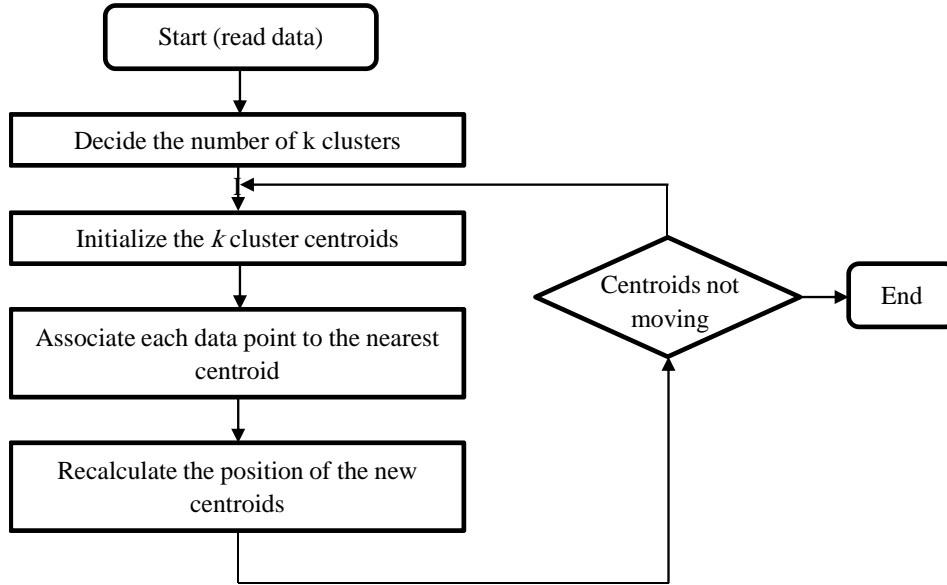 Start (read data)
Decide the number of k clusters
Initialize the k cluster centroids
Associate each data point to the nearest
centroid
Recalculate the position of the new
centroids
Centroids not
moving
End